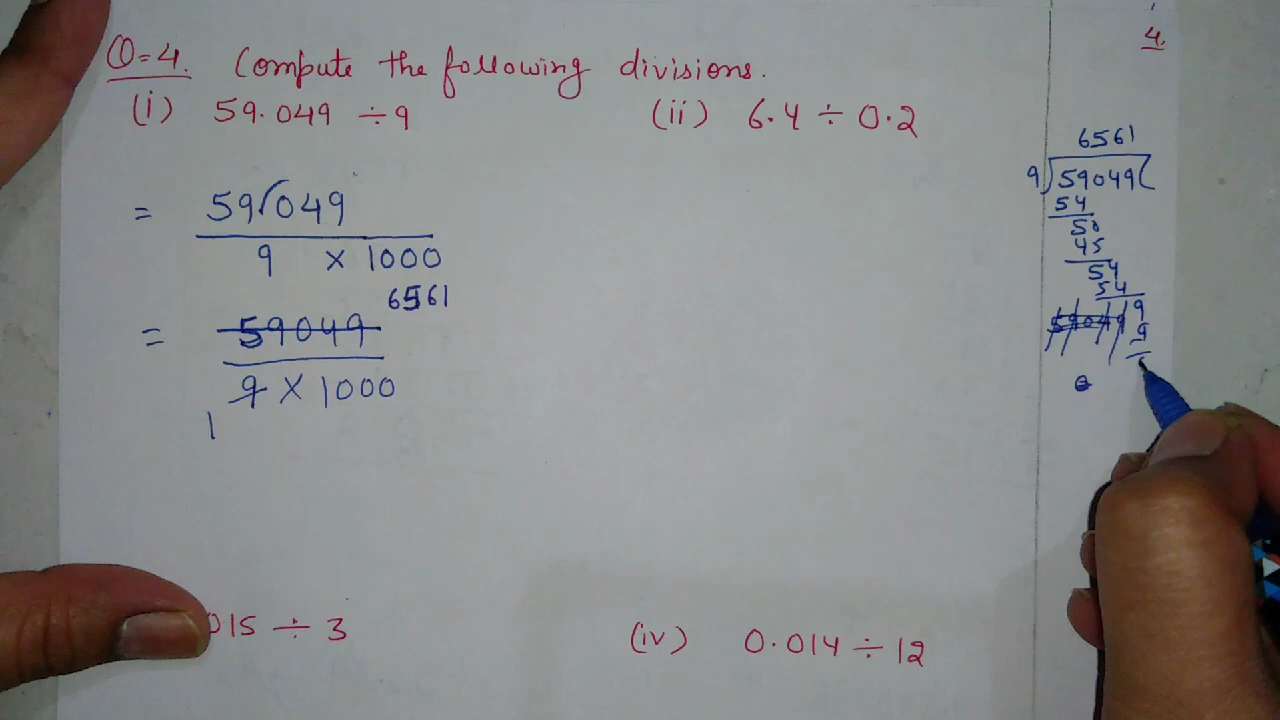 Q=4. Compute the following divisions.
(i) 59.049 ÷ 9
(ii) 6.4 ÷ 0.2
= 59 049
9 × 1000
6561
= 59049
9 × 1000
1
015 ÷ 3
(iv) 0.014 ÷ 12
4.
6561
9 59049
54
50
45
54
54
9
59049
9